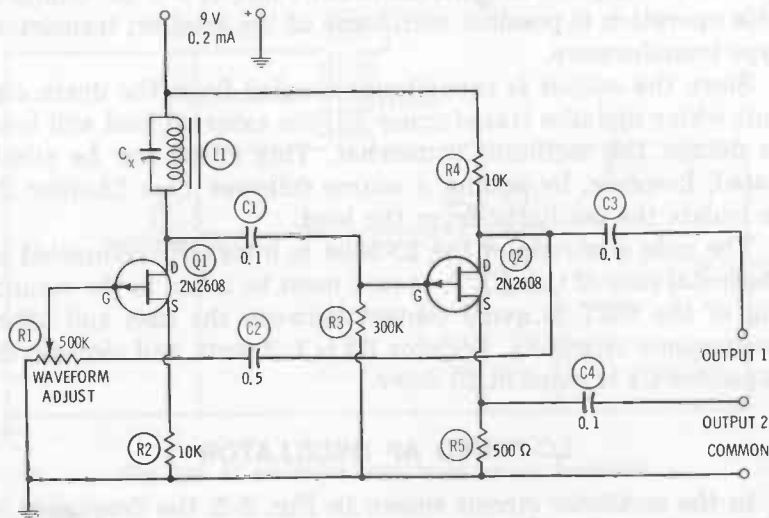 9 V
0.2 mA
+
Cx
L1
R4
10K
C1
0.1
C3
0.1
Q1
D
2N2608
G
S
Q2
D
2N2608
G
S
R1
500K
WAVEFORM
ADJUST
R3
300K
C2
0.5
OUTPUT 1
C4
0.1
OUTPUT 2
R2
10K
R5
500 Ω
COMMON